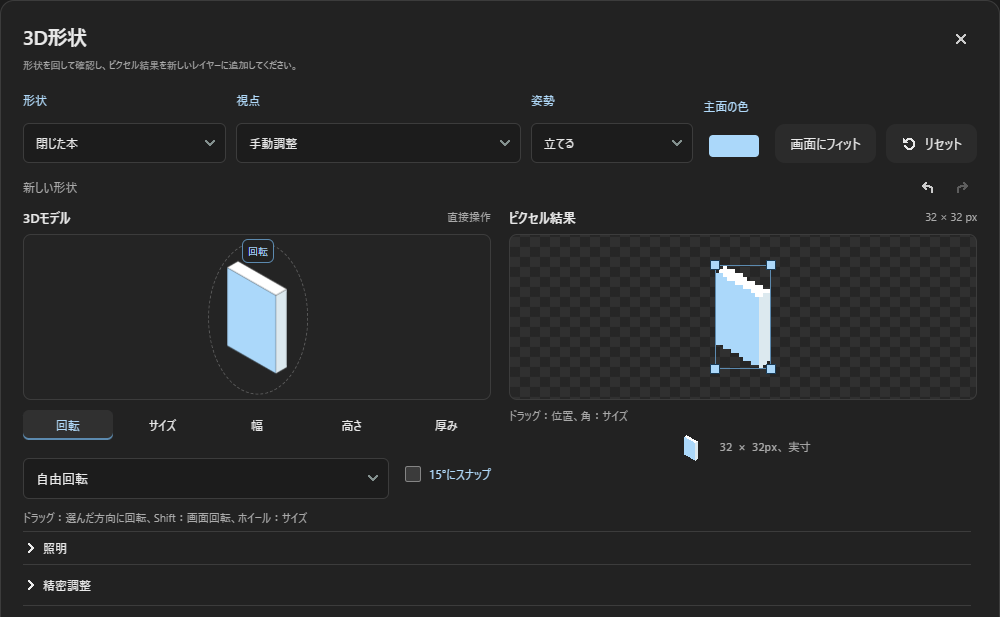 3D形状
形状を回して確認し、ピクセル結果を新しいレイヤーに追加してください。
形状
視点
姿勢
主面の色
閉じた本
手動調整
立てる
画面にフィット
リセット
新しい形状
3Dモデル
直接操作
ピクセル結果
32 × 32 px
回転
回転
サイズ
幅
高さ
厚み
ドラッグ：位置、角：サイズ
32 × 32px、実寸
自由回転
15°にスナップ
ドラッグ：選んだ方向に回転、Shift：画面回転、ホイール：サイズ
照明
精密調整